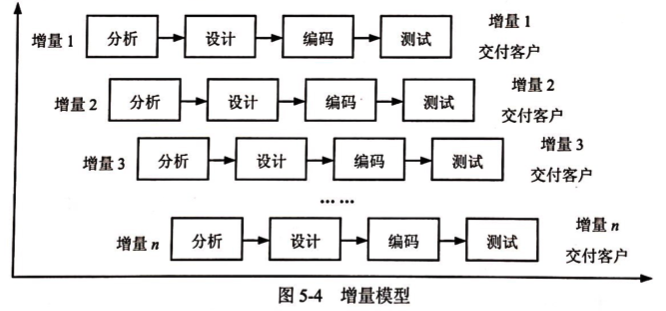 增量 1 分析 设计 编码 测试 增量 1
交付客户
增量 2 分析 设计 编码 测试 增量 2
交付客户
增量 3 分析 设计 编码 测试 增量 3
交付客户
... ...
增量 n 分析 设计 编码 测试 增量 n
交付客户
图 5-4 增量模型